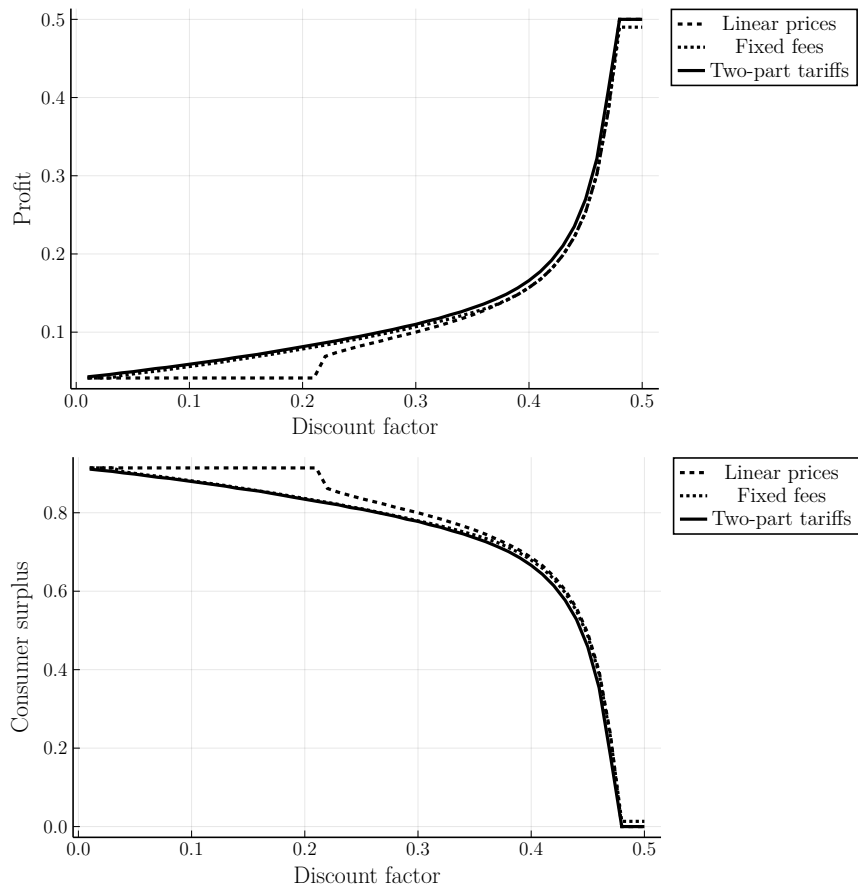 Linear prices
Fixed fees
Two-part tariffs
0.5
0.4
0.3
0.2
0.1
Profit
0.0 0.1 0.2 0.3 0.4 0.5
Discount factor
Linear prices
Fixed fees
Two-part tariffs
0.8
0.6
0.4
0.2
0.0
Consumer surplus
0.0 0.1 0.2 0.3 0.4 0.5
Discount factor